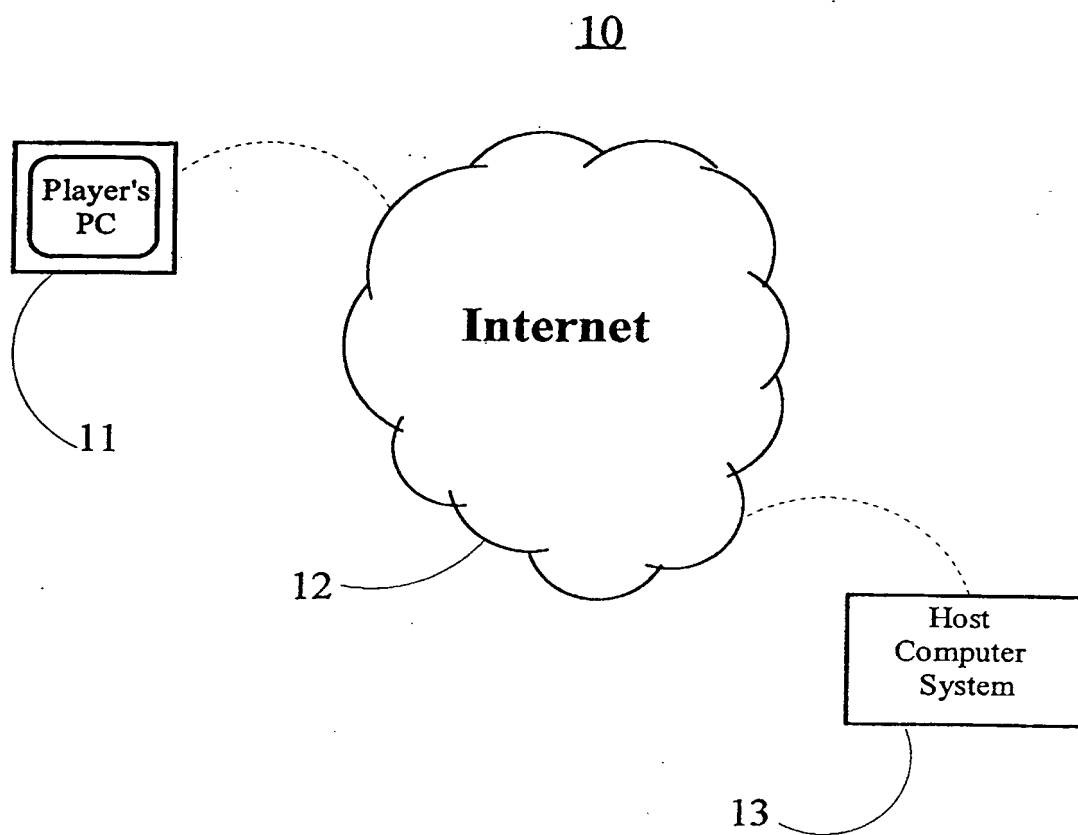 10
Player's
PC
Internet
11
12
Host
Computer
System
13